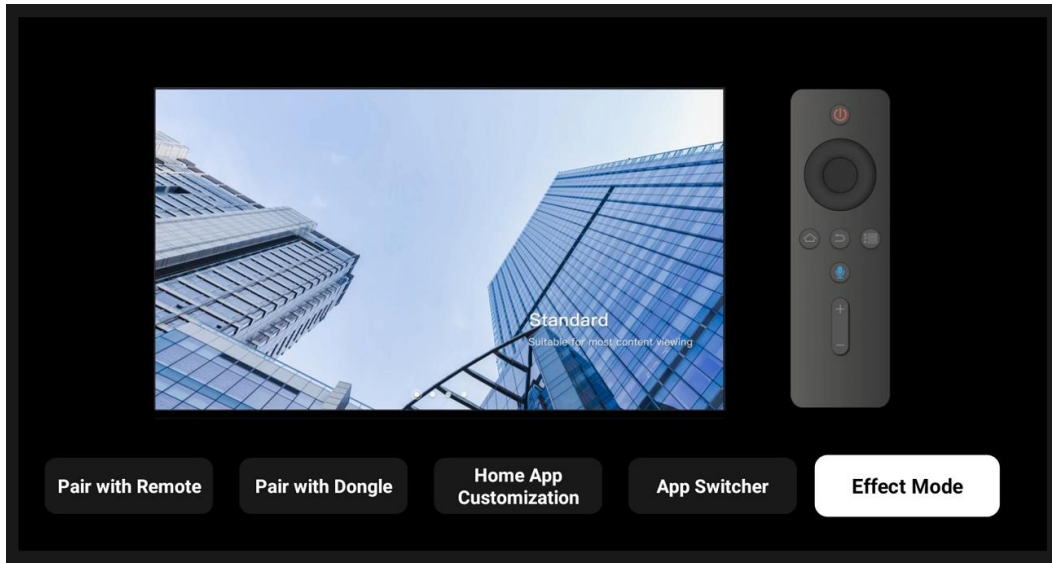 Standard
Suitable for most content viewing
+
−
Pair with Remote
Pair with Dongle
Home App
Customization
App Switcher
Effect Mode